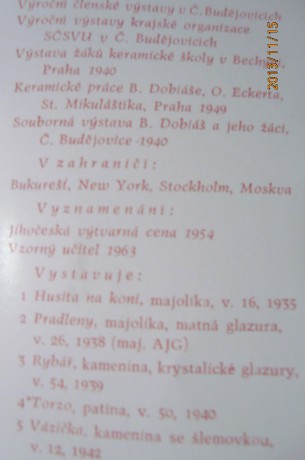 Výroční členské výstavy v Č. Budějovicích
Výroční výstavy krajské organizace
SČSVU v Č. Budějovicích
Výstava žáků keramické školy v Bechyni,
Praha 1940
Keramické práce B. Dobiáše, O. Eckerta,
St. Mikuláštíka, Praha 1949
Souborná výstava B. Dobiáš a jeho žáci,
Č. Budějovice 1940
V zahraničí:
Bukurešť, New York, Stockholm, Moskva
Vyznamenání:
Jihočeská výtvarná cena 1954
Vzorný učitel 1963
Vystavuje:
1 Husita na koni, majolika, v. 16, 1935
2 Pradleny, majolika, matná glazura,
v. 26, 1938 (maj. AJG)
3 Rybář, kamenina, krystalické glazury,
v. 54, 1939
4 Torzo, patina, v. 50, 1940
5 Vázička, kamenina se šlemovkou,
v. 12, 1942
2015/11/15